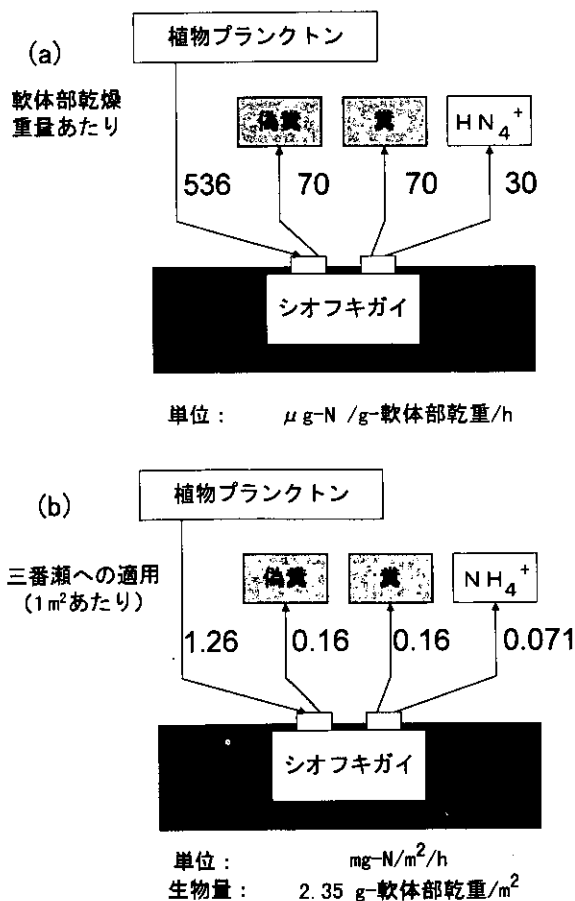 (a)
植物プランクトン
軟体部乾燥
重量あたり
偽糞
糞
HN₄⁺
536
70
70
30
シオフキガイ
単位： μg-N /g-軟体部乾重/h
(b)
植物プランクトン
三番瀬への適用
(1㎡あたり)
偽糞
糞
NH₄⁺
1.26
0.16
0.16
0.071
シオフキガイ
単位： mg-N/m²/h
生物量： 2.35 g-軟体部乾重/m²